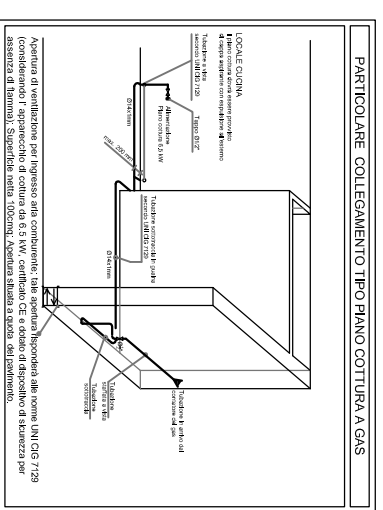 PARTICOLARE COLLEGAMENTO TIPO PIANO COTTURA A GAS
LOCALE CUCINA
Il piano cottura dovrà essere provvisto
di cappa aspirante con espulsione all'esterno
Tubazione a vista
secondo UNI CIG 7129
Tappo Ø1/2"
Alimentazione
Piano cottura 6,5 kW
Ø14x1mm
max. 200 mm
Tubazione sottotraccia in guaina
secondo UNI CIG 7129
Ø14x1mm
Tubazione in arrivo dal
contatore del gas
Tubazione
staffata a vista
Tubazione
sottotraccia
Apertura di ventilazione per ingresso aria comburente; tale apertura risponderà alle norme UNI CIG 7129
(considerando l' apparecchio di cottura da 6.5 kW, certificato CE e dotato di dispositivo di sicurezza per
assenza di fiamma); Superficie netta 100cmq; Apertura situata a quota del pavimento.